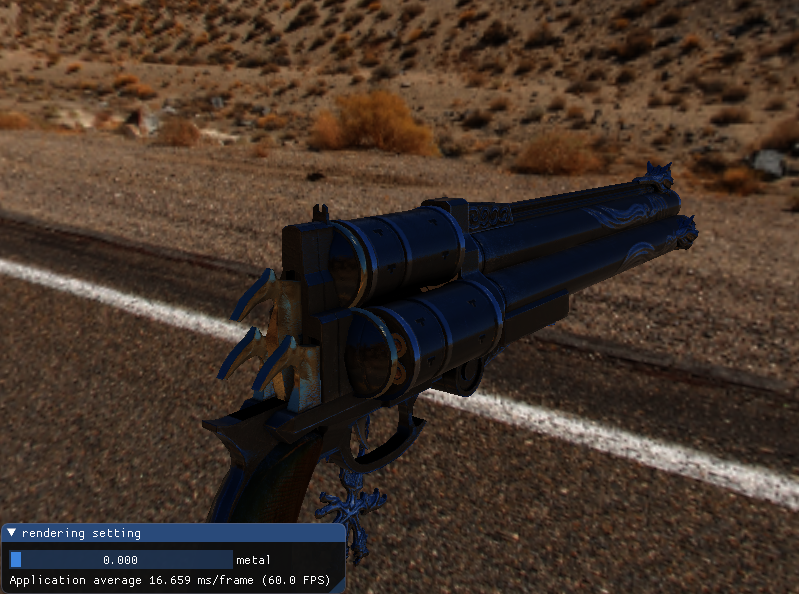 rendering setting
0.000 metal
Application average 16.659 ms/frame (60.0 FPS)